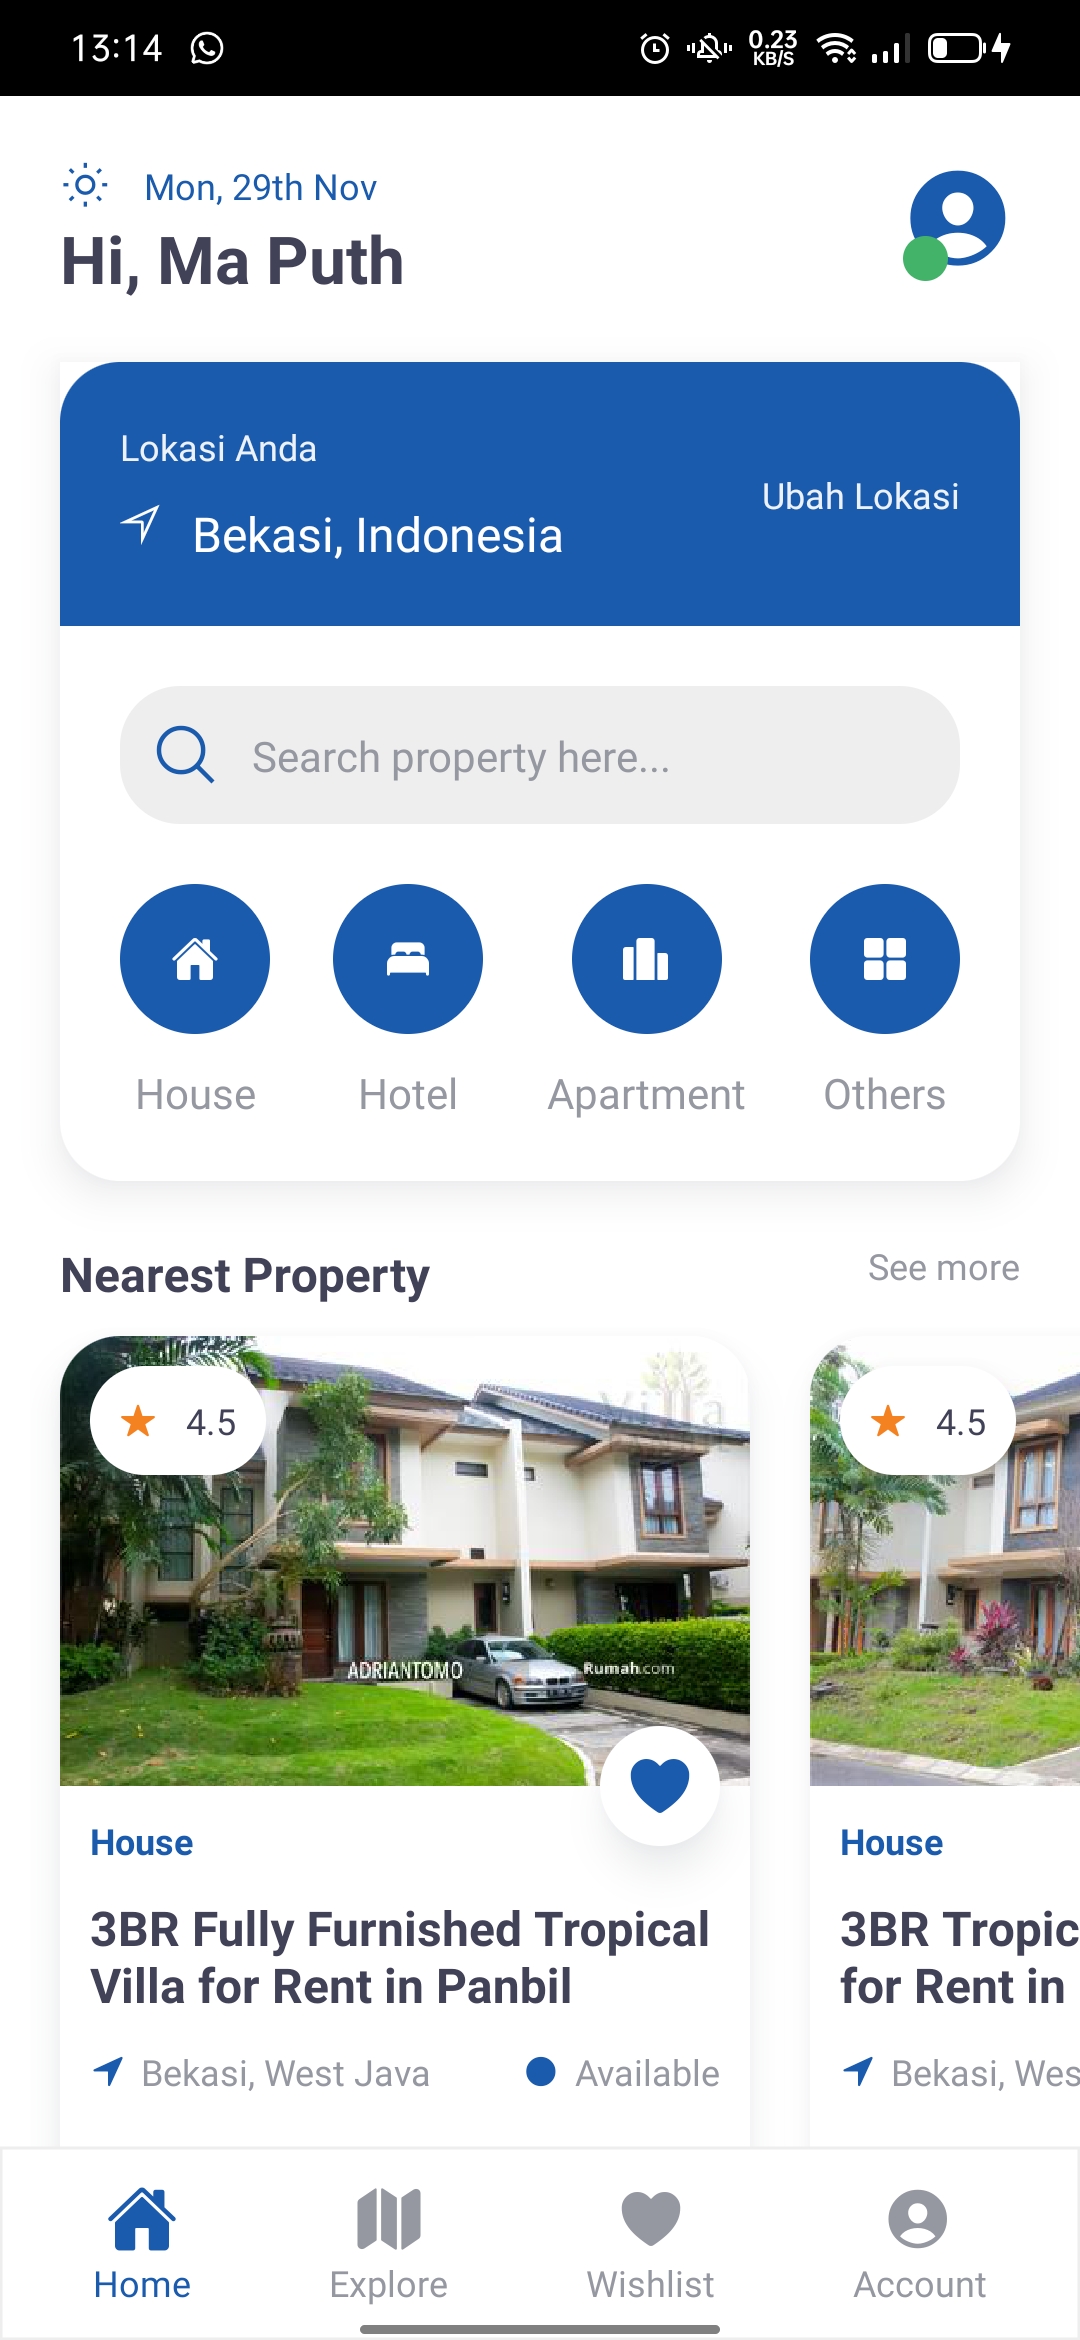 13:14
0.23
KB/S
Mon, 29th Nov
Hi, Ma Puth
Lokasi Anda
Bekasi, Indonesia
Ubah Lokasi
Search property here...
House
Hotel
Apartment
Others
Nearest Property
See more
4.5
Villa
ADRIANTOMO
Rumah.com
House
3BR Fully Furnished Tropical
Villa for Rent in Panbil
Bekasi, West Java
Available
4.5
House
3BR Tropic
for Rent in
Bekasi, Wes
Home
Explore
Wishlist
Account